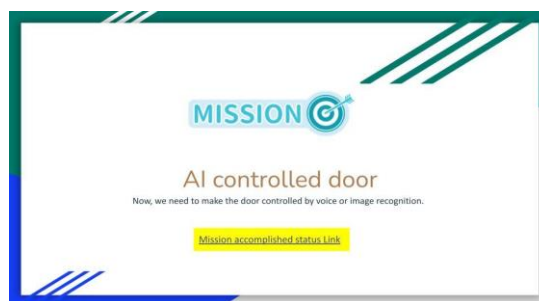 MISSION
AI controlled door
Now, we need to make the door controlled by voice or image recognition.
Mission accomplished status Link